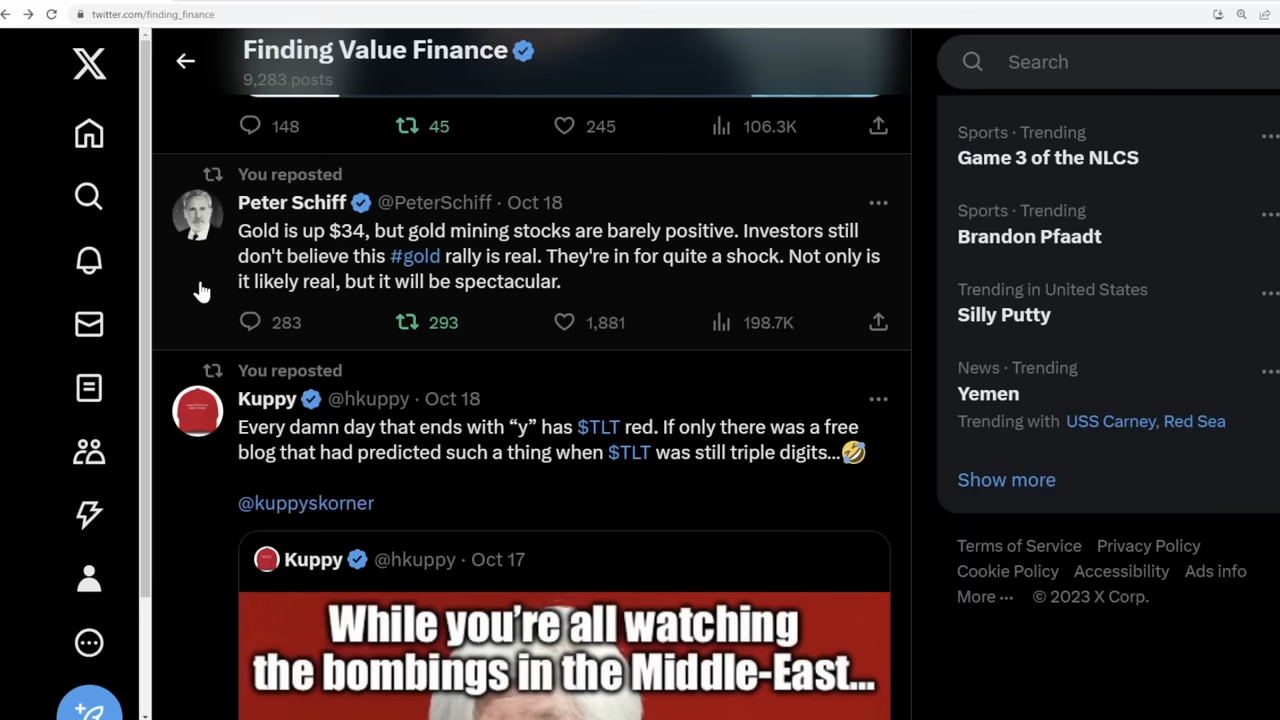 twitter.com/finding_finance
Finding Value Finance
9,283 posts
148 45 245 106.3K
You reposted
Peter Schiff @PeterSchiff · Oct 18
Gold is up $34, but gold mining stocks are barely positive. Investors still
don't believe this #gold rally is real. They're in for quite a shock. Not only is
it likely real, but it will be spectacular.
283 293 1,881 198.7K
You reposted
Kuppy @hkuppy · Oct 18
Every damn day that ends with “y” has $TLT red. If only there was a free
blog that had predicted such a thing when $TLT was still triple digits...🤣
@kuppyskorner
Kuppy @hkuppy · Oct 17
While you’re all watching
the bombings in the Middle-East...
Search
Sports · Trending
Game 3 of the NLCS
Sports · Trending
Brandon Pfaadt
Trending in United States
Silly Putty
News · Trending
Yemen
Trending with USS Carney, Red Sea
Show more
Terms of Service Privacy Policy
Cookie Policy Accessibility Ads info
More ··· © 2023 X Corp.